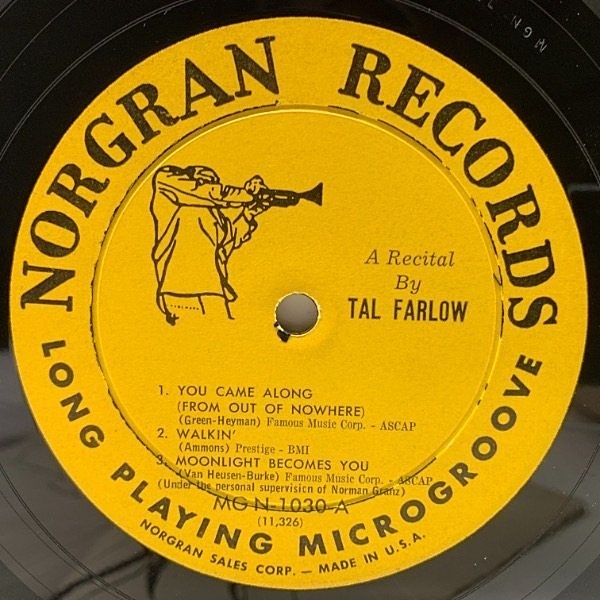 NORGRAN RECORDS
A Recital
By
TAL FARLOW
1. YOU CAME ALONG
(FROM OUT OF NOWHERE)
(Green-Heyman) Famous Music Corp. - ASCAP
2. WALKIN'
(Ammons) Prestige - BMI
3. MOONLIGHT BECOMES YOU
(Van Heusen-Burke) Famous Music Corp. - ASCAP
(Under the personal supervision of Norman Granz)
MG N-1030-A
(11,326)
LONG PLAYING MICROGROOVE
NORGRAN SALES CORP. — MADE IN U.S.A.